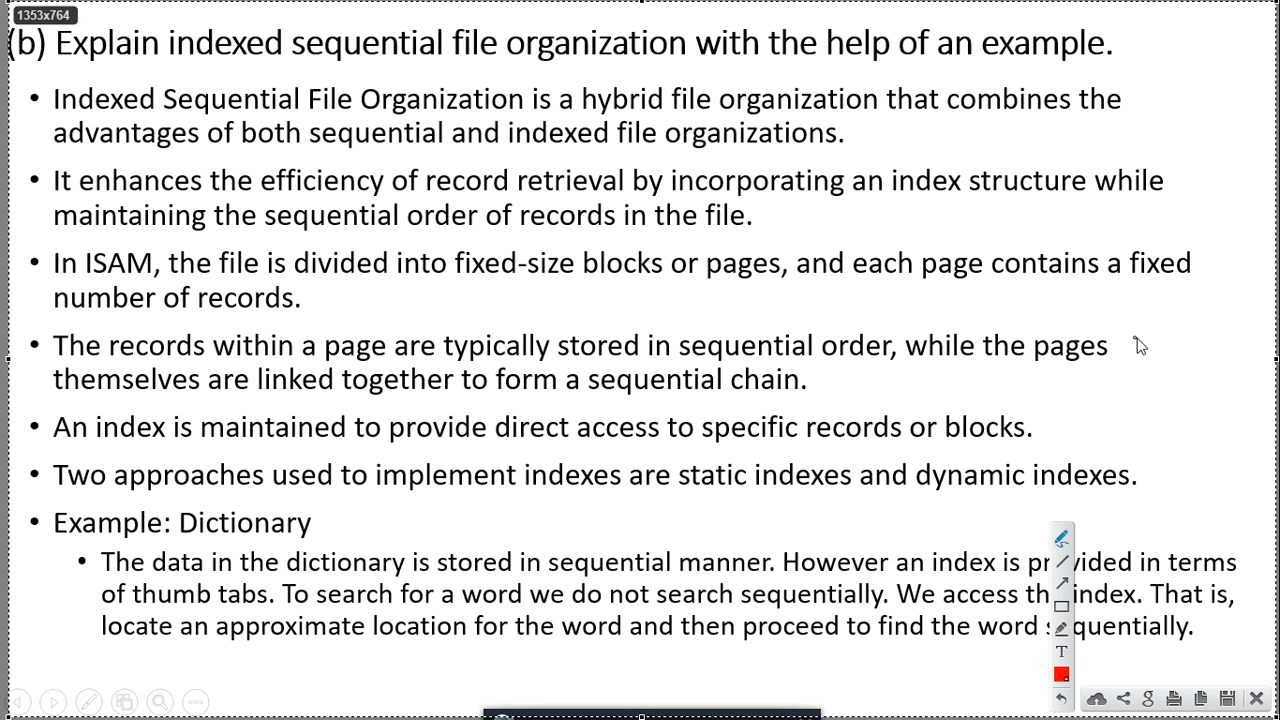 1353x764
(b) Explain indexed sequential file organization with the help of an example.
• Indexed Sequential File Organization is a hybrid file organization that combines the
advantages of both sequential and indexed file organizations.
• It enhances the efficiency of record retrieval by incorporating an index structure while
maintaining the sequential order of records in the file.
• In ISAM, the file is divided into fixed-size blocks or pages, and each page contains a fixed
number of records.
• The records within a page are typically stored in sequential order, while the pages
themselves are linked together to form a sequential chain.
• An index is maintained to provide direct access to specific records or blocks.
• Two approaches used to implement indexes are static indexes and dynamic indexes.
• Example: Dictionary
• The data in the dictionary is stored in sequential manner. However an index is provided in terms
of thumb tabs. To search for a word we do not search sequentially. We access the index. That is,
locate an approximate location for the word and then proceed to find the word sequentially.
T